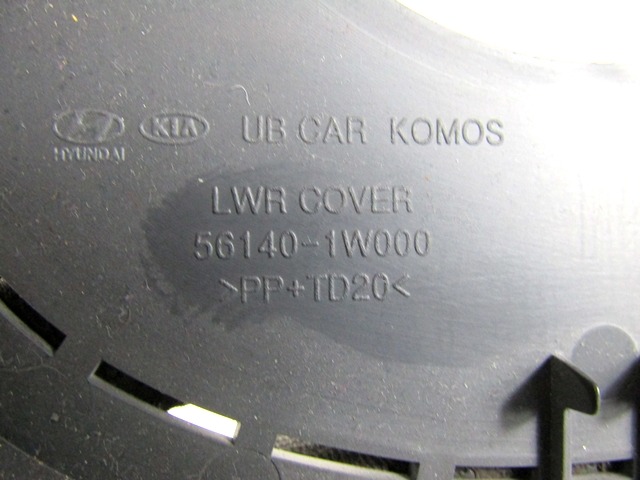 HYUNDAI KIA UB CAR KOMOS
LWR COVER
56140-1W000
>PP+TD20<